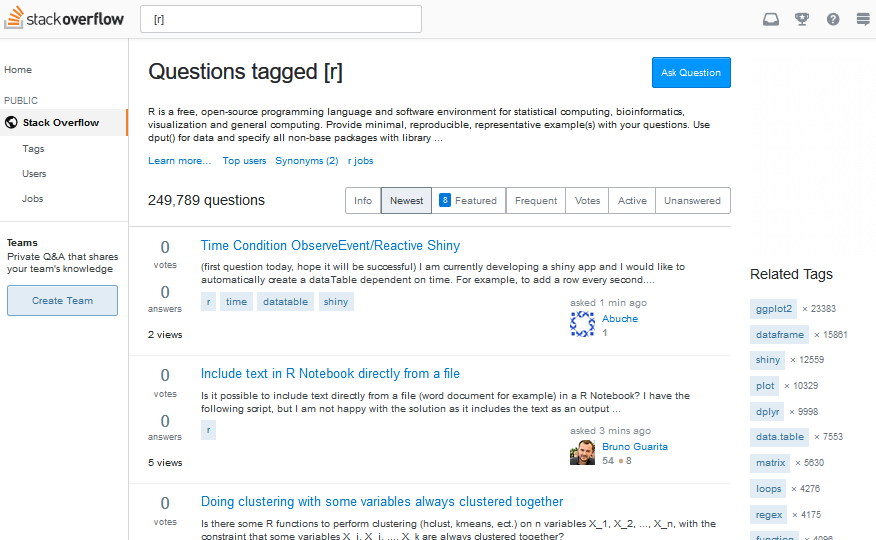 stackoverflow
[r]
Home
PUBLIC
Stack Overflow
Tags
Users
Jobs
Teams
Private Q&A that shares
your team's knowledge
Create Team
Questions tagged [r]
Ask Question
R is a free, open-source programming language and software environment for statistical computing, bioinformatics,
visualization and general computing. Provide minimal, reproducible, representative example(s) with your questions. Use
dput() for data and specify all non-base packages with library ...
Learn more... Top users Synonyms (2) r jobs
249,789 questions
Info Newest 8 Featured Frequent Votes Active Unanswered
0
votes
0
answers
2 views
Time Condition ObserveEvent/Reactive Shiny
(first question today, hope it will be successful) I am currently developing a shiny app and I would like to
automatically create a dataTable dependent on time. For example, to add a row every second....
r time datatable shiny
asked 1 min ago
Abuche
1
0
votes
0
answers
5 views
Include text in R Notebook directly from a file
Is it possible to include text directly from a file (word document for example) in a R Notebook? I have the
following script, but I am not happy with the solution as it includes the text as an output ...
r
asked 3 mins ago
Bruno Guarita
54 8
0
votes
Doing clustering with some variables always clustered together
Is there some R functions to perform clustering (hclust, kmeans, ect.) on n variables X_1, X_2, ..., X_n, with the
constraint that some variables X_i, X_j, ..., X_k are always clustered together?
Related Tags
ggplot2 × 23383
dataframe × 15861
shiny × 12559
plot × 10329
dplyr × 9998
data.table × 7553
matrix × 5630
loops × 4276
regex × 4175
function × 4096